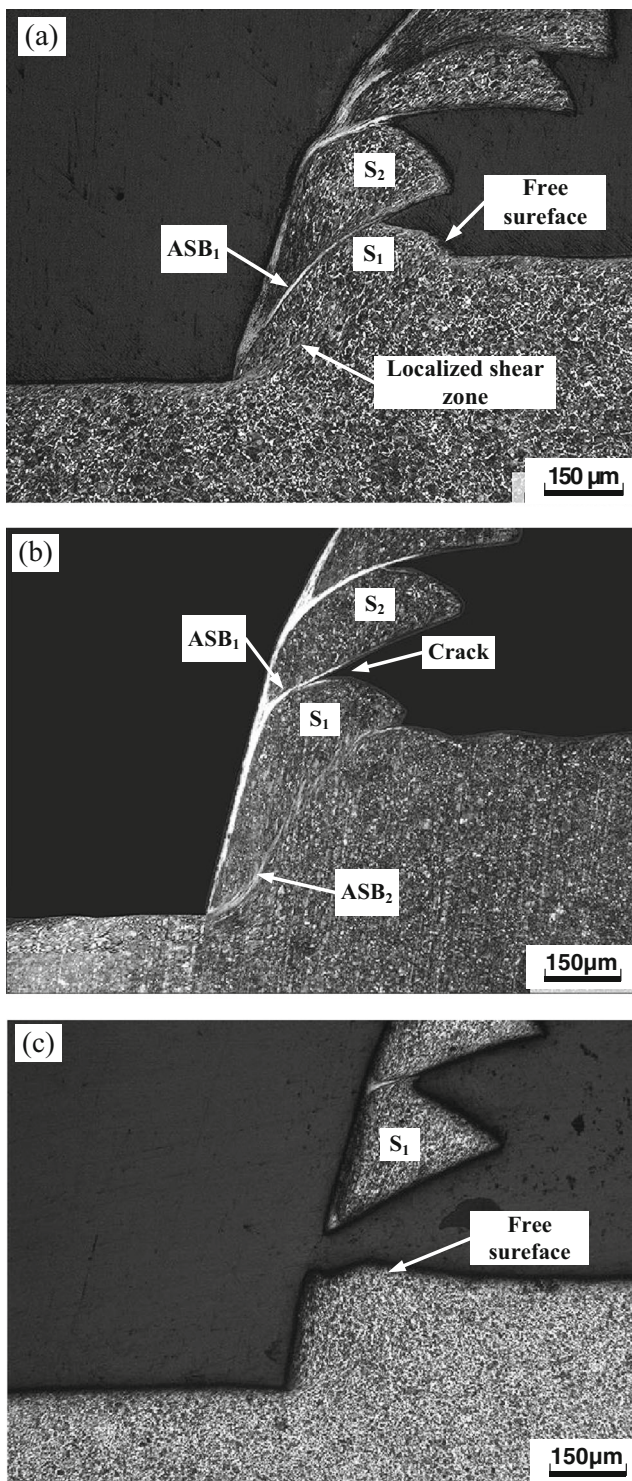 (a)
S₂
Free
sureface
ASB₁
S₁
Localized shear
zone
150 μm
(b)
S₂
ASB₁
Crack
S₁
ASB₂
150μm
(c)
S₁
Free
sureface
150μm